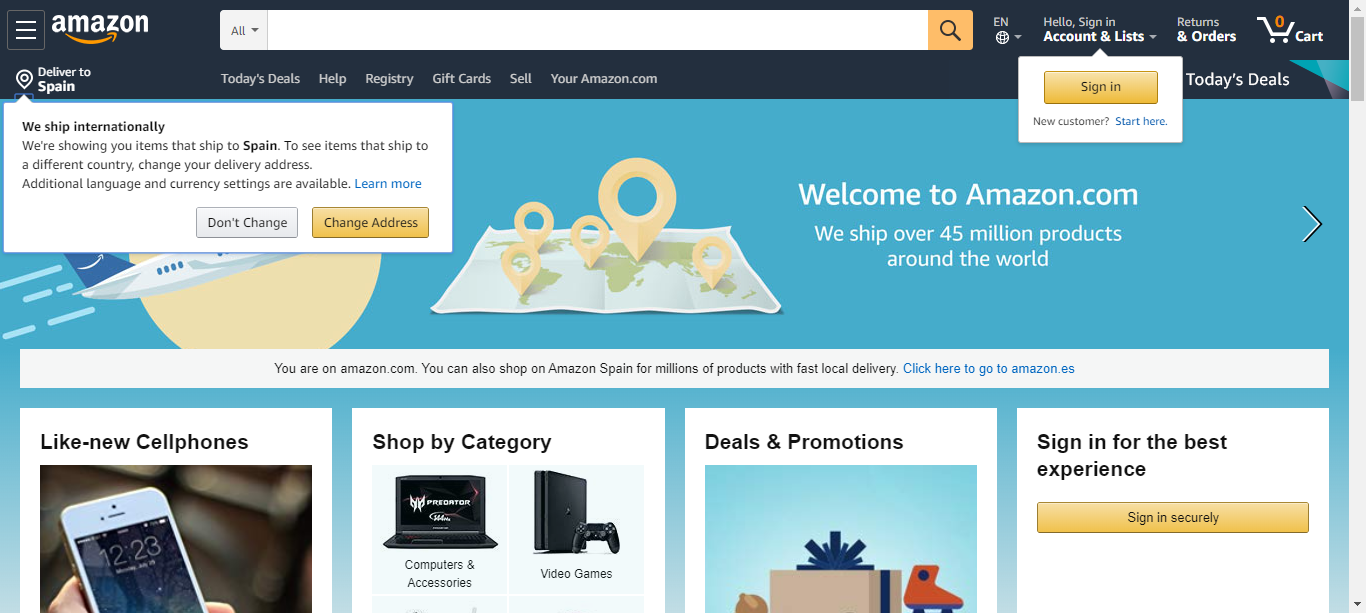 amazon
All
EN
Hello, Sign in
Account & Lists
Returns
& Orders
0
Cart
Deliver to
Spain
Today's Deals
Help
Registry
Gift Cards
Sell
Your Amazon.com
Today's Deals
Sign in
New customer? Start here.
We ship internationally
We're showing you items that ship to Spain. To see items that ship to
a different country, change your delivery address.
Additional language and currency settings are available. Learn more
Don't Change
Change Address
Welcome to Amazon.com
We ship over 45 million products
around the world
You are on amazon.com. You can also shop on Amazon Spain for millions of products with fast local delivery. Click here to go to amazon.es
Like-new Cellphones
12:23
Shop by Category
PREDATOR
Computers &
Accessories
Video Games
Deals & Promotions
Sign in for the best
experience
Sign in securely